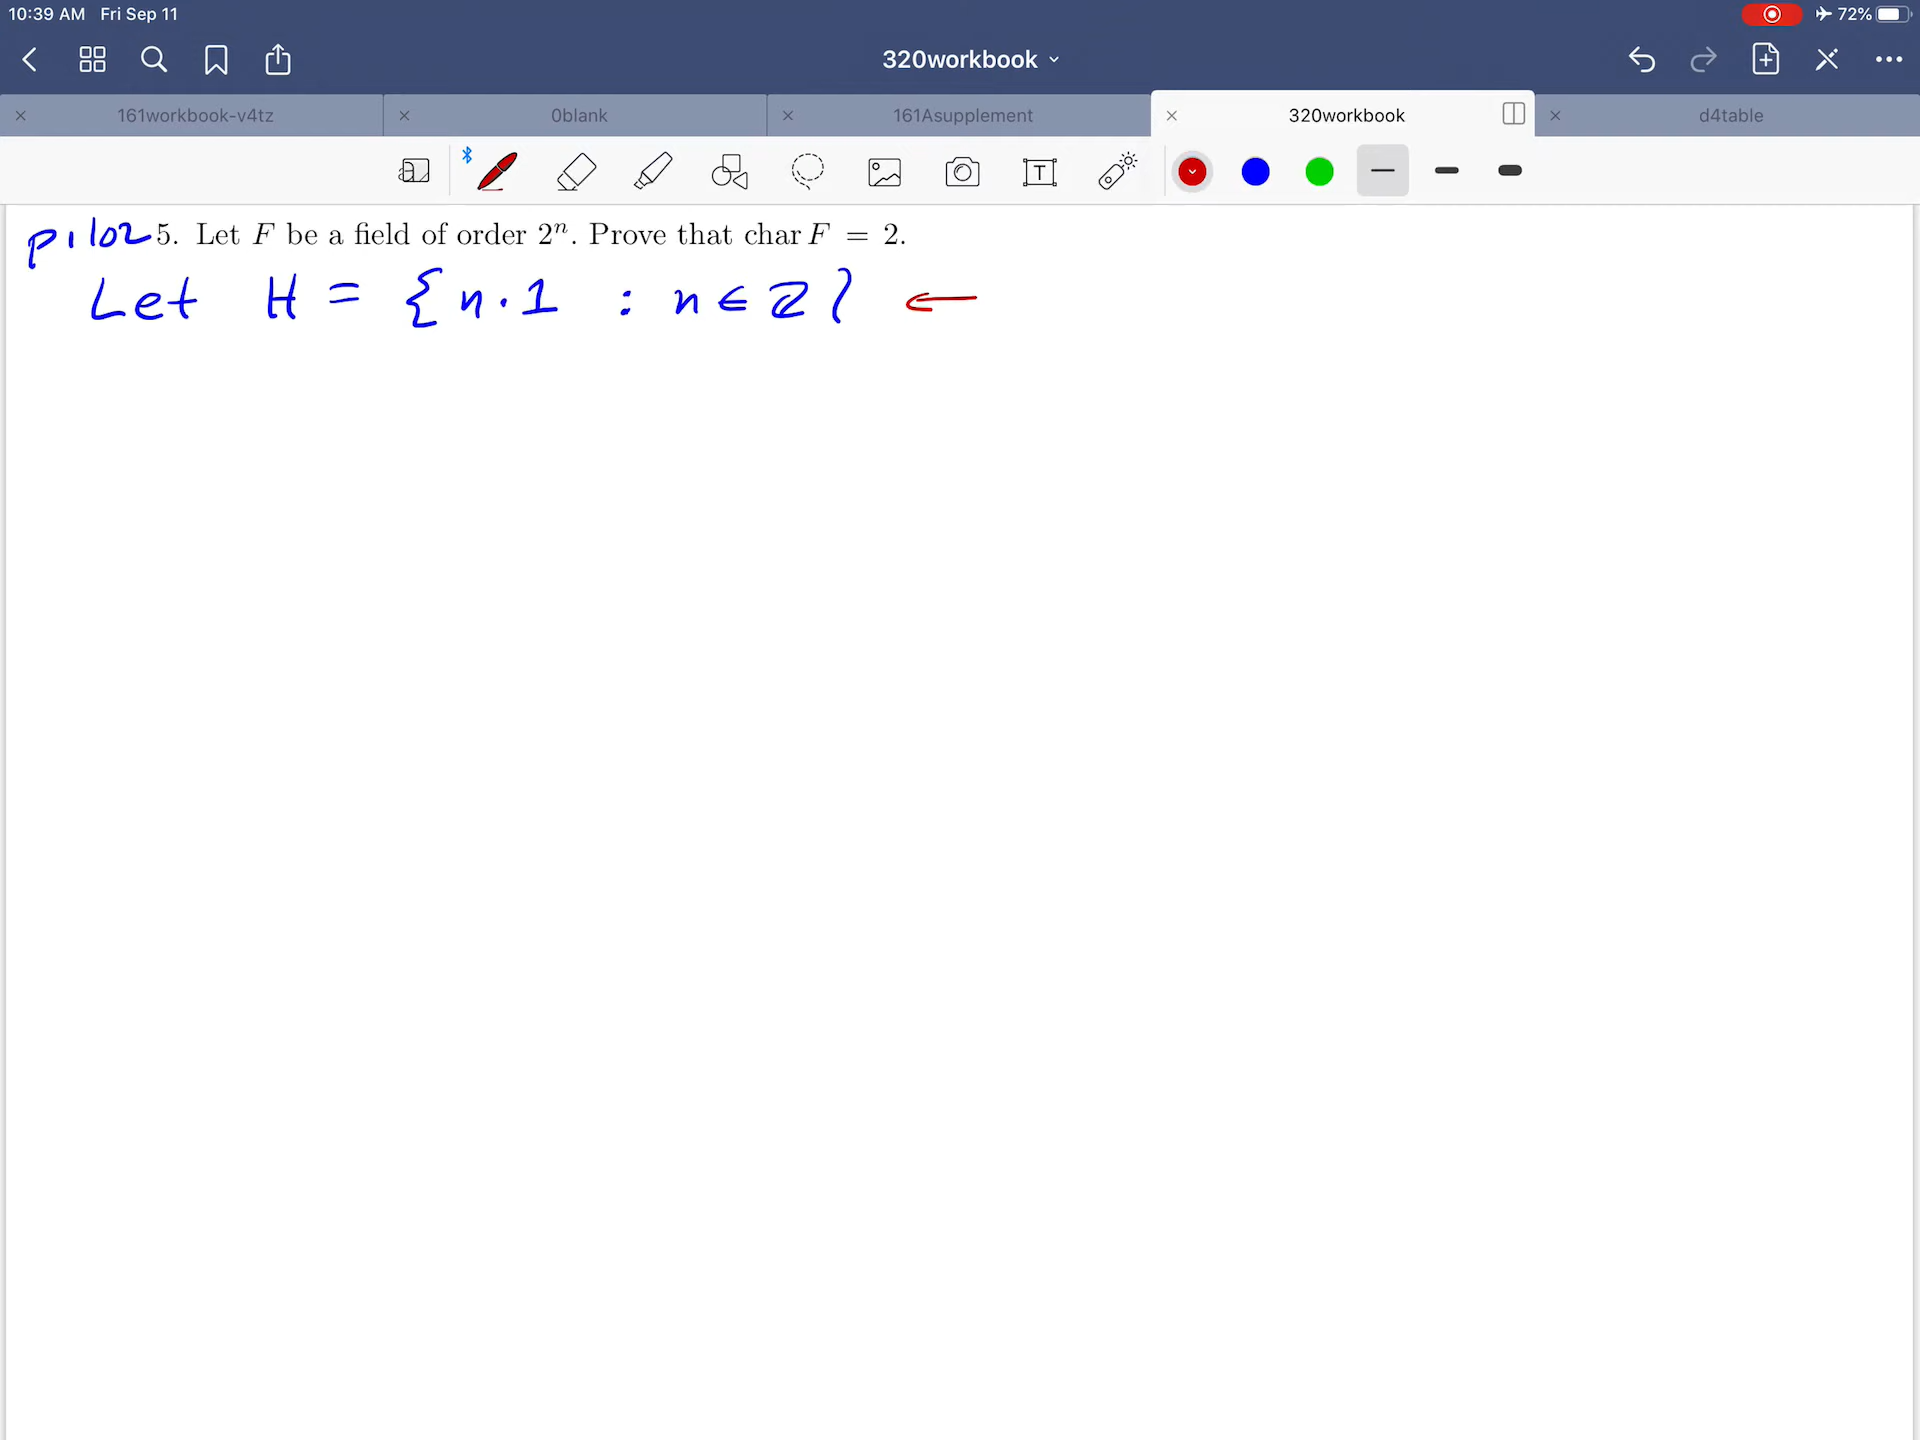 10:39 AM Fri Sep 11 72%
320workbook
161workbook-v4tz 0blank 161Asupplement 320workbook d4table
5. Let F be a field of order 2ⁿ. Prove that char F = 2.
Let H = {n·1 : n∈ℤ}